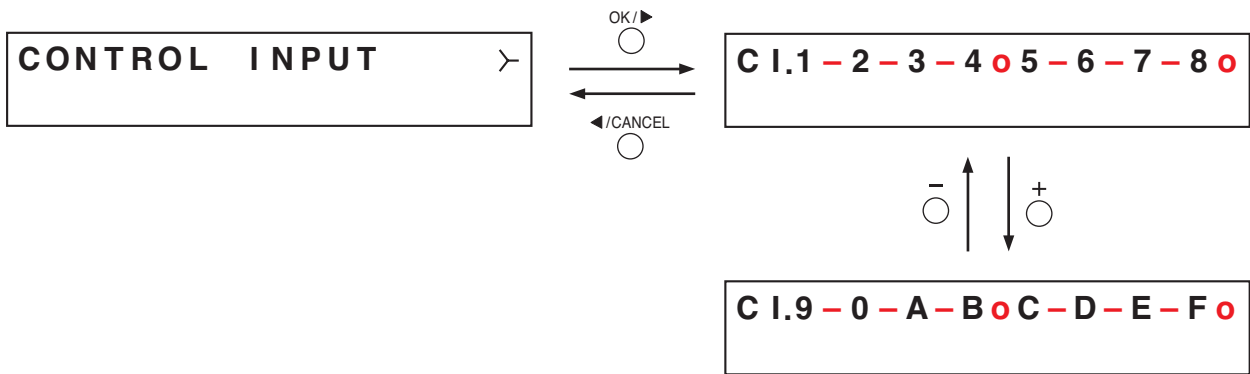 OK/▶
CONTROL INPUT >-
CI.1–2–3–4o5–6–7–8o
◀/CANCEL
– +
CI.9–0–A–BoC–D–E–Fo